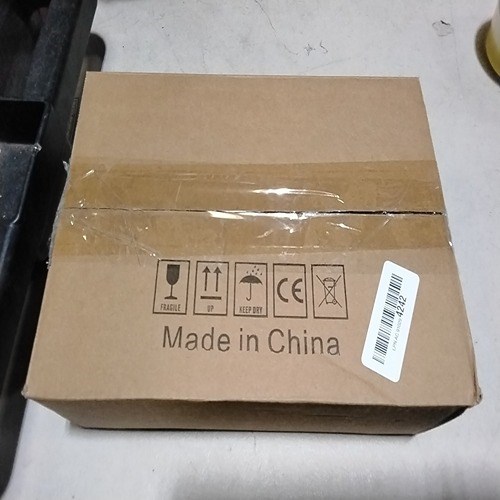 FRAGILE
UP
KEEP DRY
CE
Made in China
4242